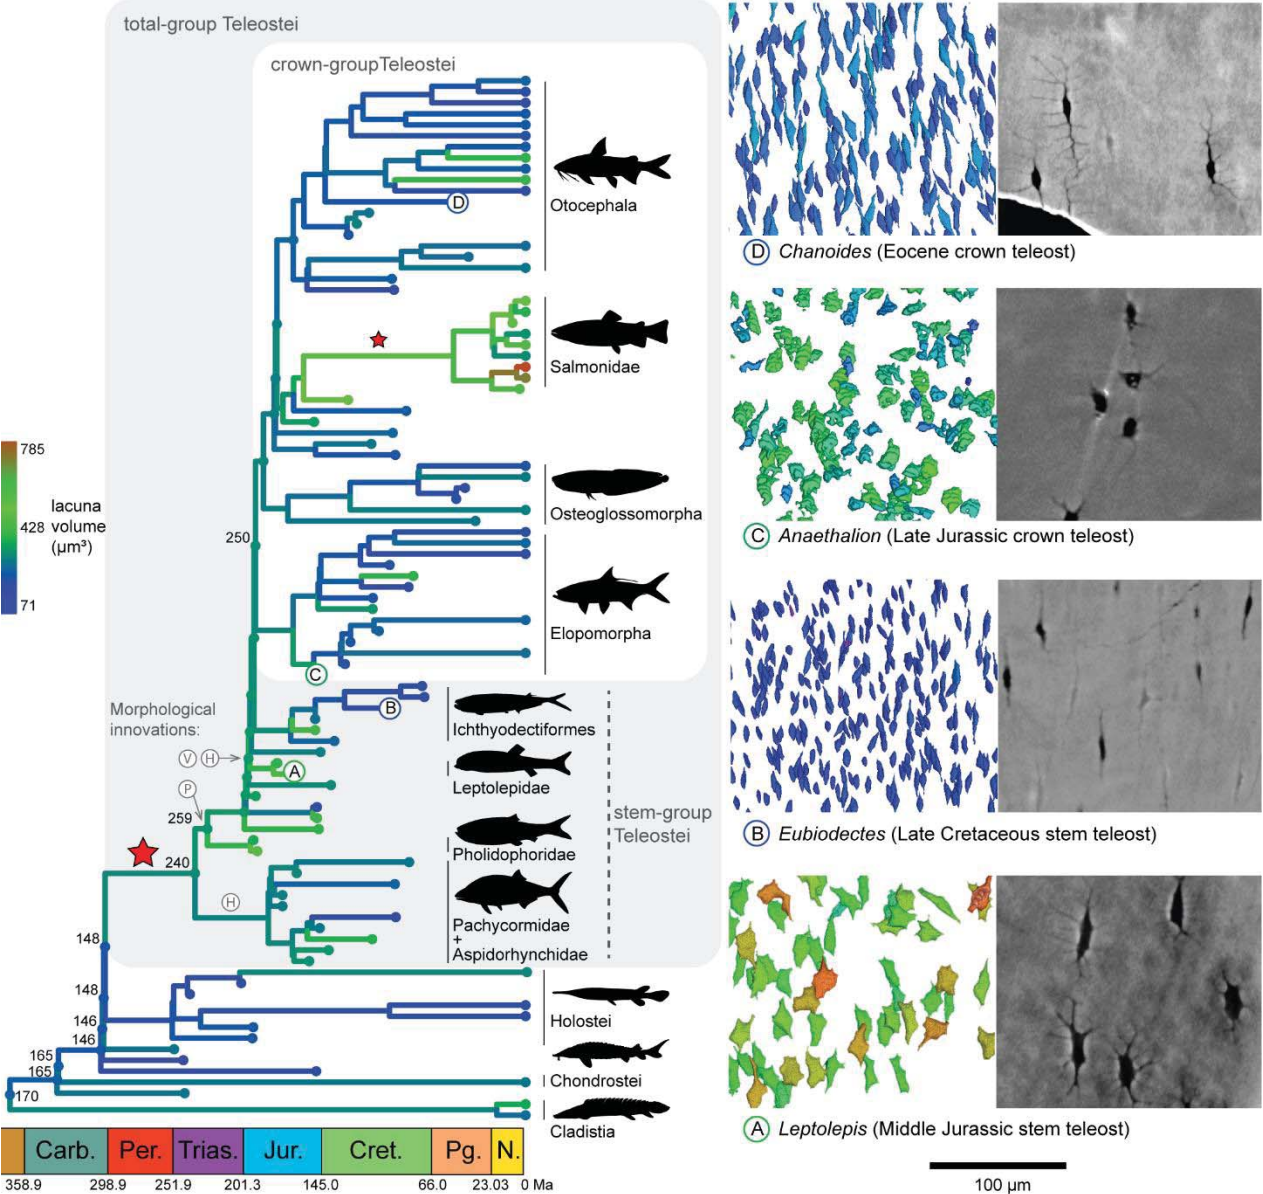 total-group Teleostei
crown-groupTeleostei
Otocephala
D
Salmonidae
785
lacuna
volume
(µm³)
428
71
Osteoglossomorpha
250
Elopomorpha
C
Morphological
innovations:
B
Ichthyodectiformes
V H
A
Leptolepidae
P
stem-group
Teleostei
259
Pholidophoridae
240
H
Pachycormidae
+
Aspidorhynchidae
148
148
146
146
Holostei
165
165
Chondrostei
170
Cladistia
Carb. Per. Trias. Jur. Cret. Pg. N.
358.9 298.9 251.9 201.3 145.0 66.0 23.03 0 Ma
D Chanoides (Eocene crown teleost)
C Anaethalion (Late Jurassic crown teleost)
B Eubiodectes (Late Cretaceous stem teleost)
A Leptolepis (Middle Jurassic stem teleost)
100 µm